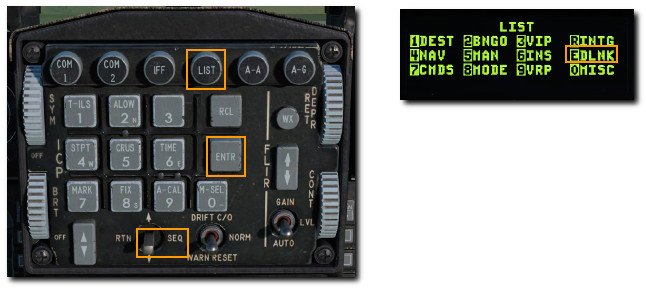 COM 1
COM 2
IFF
LIST
A-A
A-G
SYM
T-ILS 1
ALOW 2 N
3
RCL
DEPR RET
WX
OFF
ICP
STPT 4 W
CRUS 5
TIME 6 E
ENTR
FLIR
BRT
MARK 7
FIX 8 S
A-CAL 9
M-SEL 0 -
CONT
OFF
RTN
SEQ
DRIFT C/O
NORM
WARN RESET
GAIN
LVL
AUTO
LIST
1DEST 2BNGO 3VIP RINTG
4NAV 5MAN 6INS EDLNK
7CMDS 8MODE 9VRP 0MISC